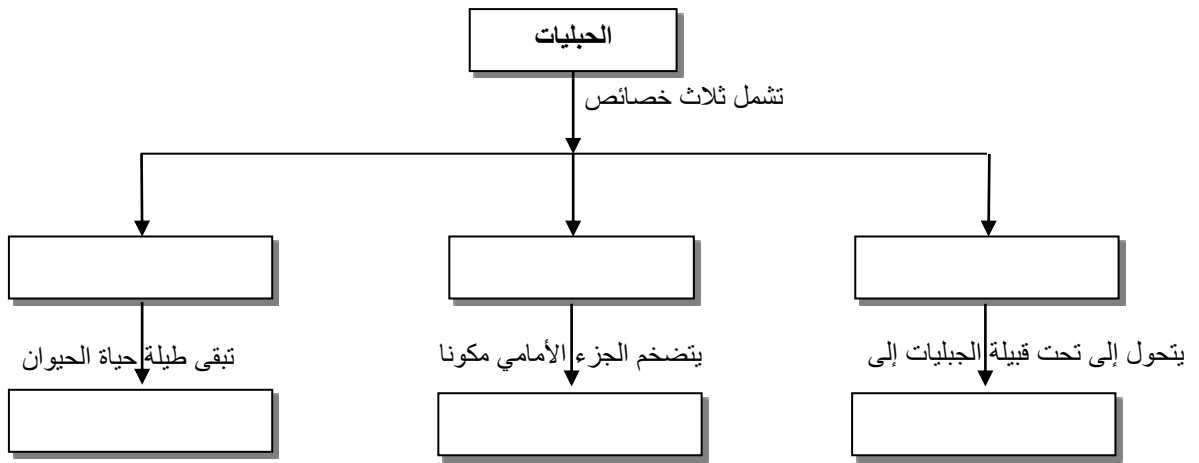 الحبليات
تشمل ثلاث خصائص
يتحول إلى تحت قبيلة الجبليات إلى
يتضخم الجزء الأمامي مكونا
تبقى طيلة حياة الحيوان